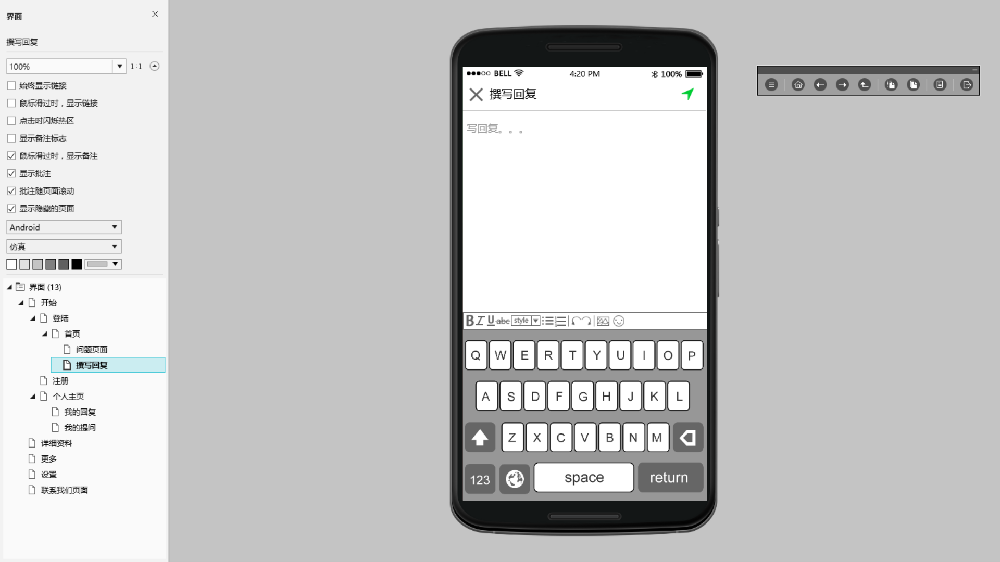 界面
撰写回复
100%
1:1
始终显示链接
鼠标滑过时，显示链接
点击时闪烁热区
显示备注标志
鼠标滑过时，显示备注
显示批注
批注随页面滚动
显示隐藏的页面
Android
仿真
界面 (13)
开始
登陆
首页
问题页面
撰写回复
注册
个人主页
我的回复
我的提问
详细资料
更多
设置
联系我们页面
BELL 4:20 PM 100%
撰写回复
写回复。。。
B I U abc style
Q W E R T Y U I O P
A S D F G H J K L
Z X C V B N M
123 space return